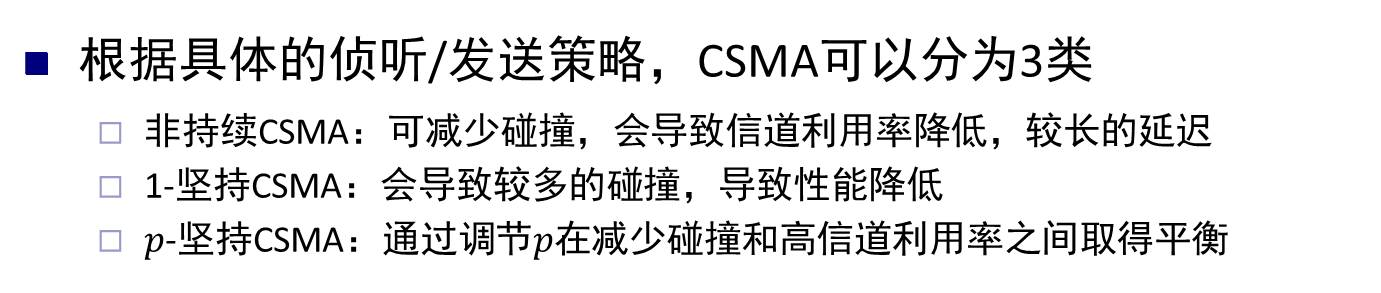 根据具体的侦听/发送策略，CSMA可以分为3类
非持续CSMA：可减少碰撞，会导致信道利用率降低，较长的延迟
1-坚持CSMA：会导致较多的碰撞，导致性能降低
p-坚持CSMA：通过调节p在减少碰撞和高信道利用率之间取得平衡